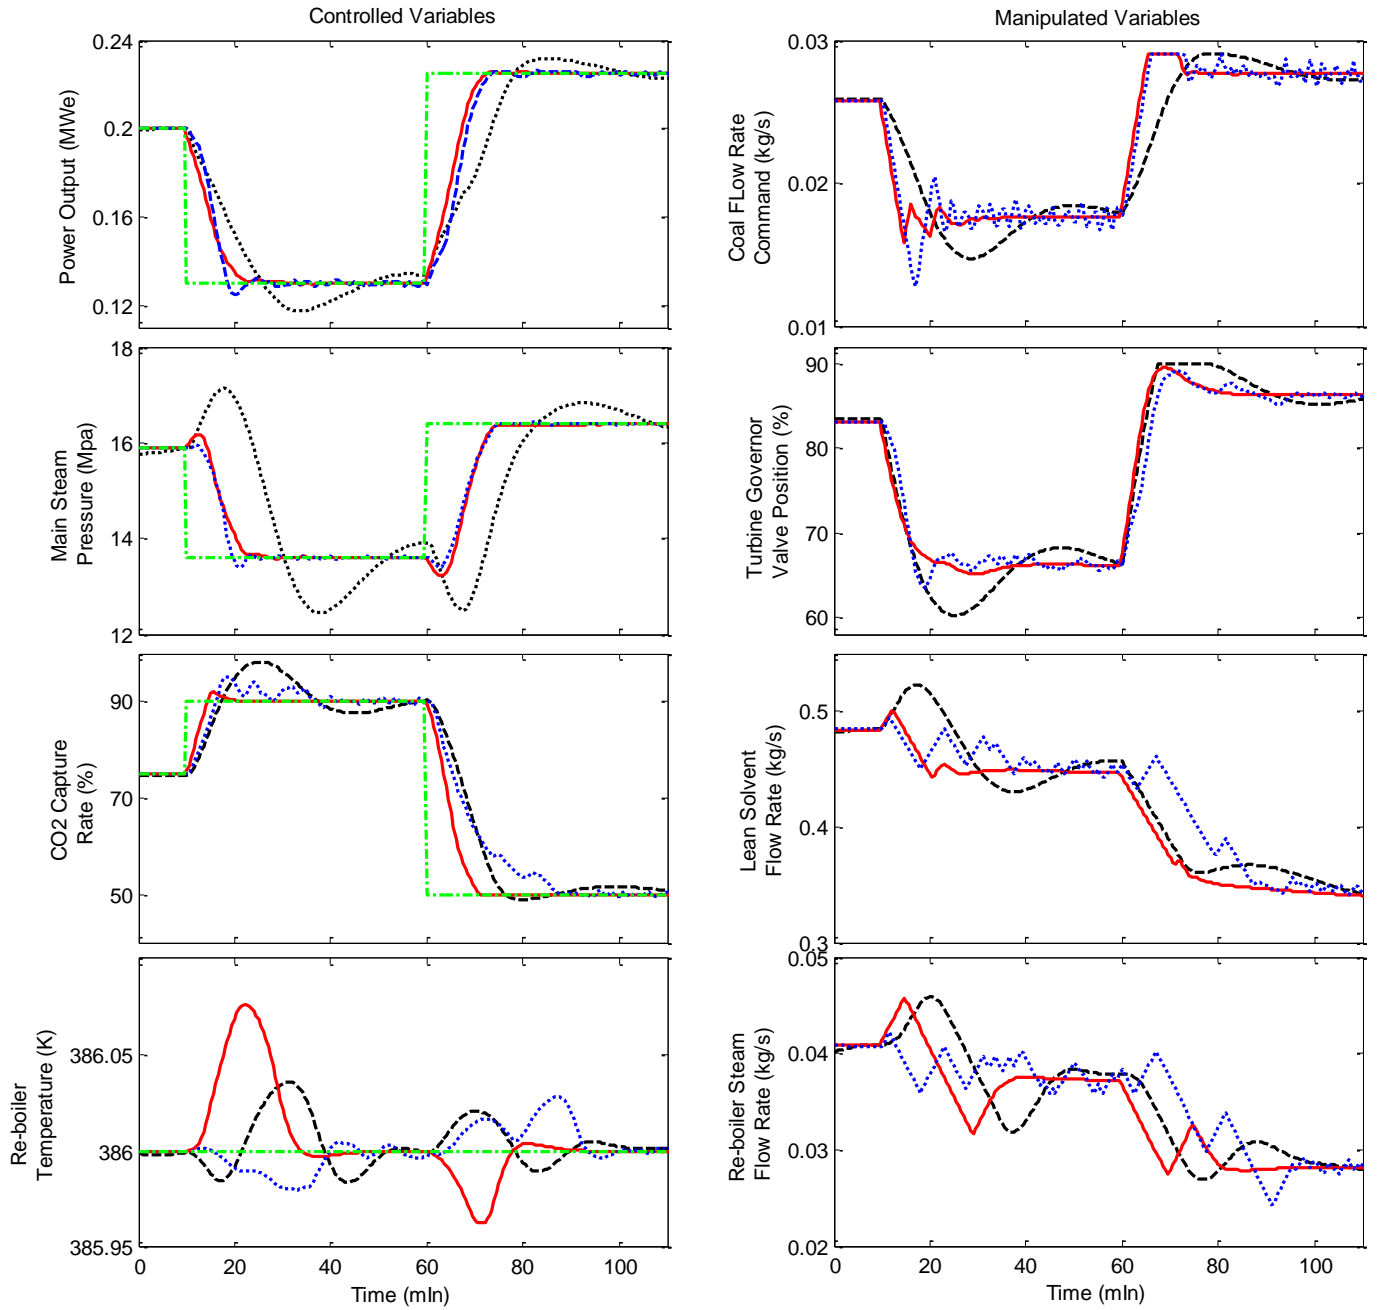 Controlled Variables
Manipulated Variables
0.24
0.2
0.16
0.12
Power Output (MWe)
0.03
0.02
0.01
Coal FLow Rate
Command (kg/s)
18
16
14
12
Main Steam
Pressure (Mpa)
90
80
70
60
Turbine Governor
Valve Position (%)
90
70
50
CO2 Capture
Rate (%)
0.5
0.4
0.3
Lean Solvent
Flow Rate (kg/s)
386.05
386
385.95
Re-boiler
Temperature (K)
0 20 40 60 80 100
Time (mIn)
0.05
0.04
0.03
0.02
Re-boiler Steam
Flow Rate (kg/s)
0 20 40 60 80 100
Time (mIn)